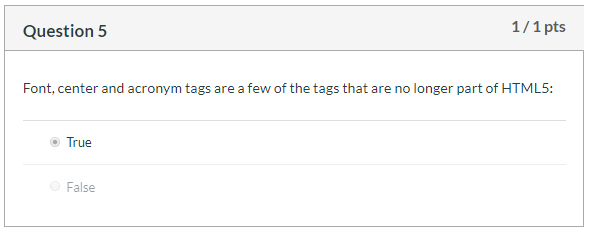 Question 5
1 / 1 pts
Font, center and acronym tags are a few of the tags that are no longer part of HTML5:
True
False